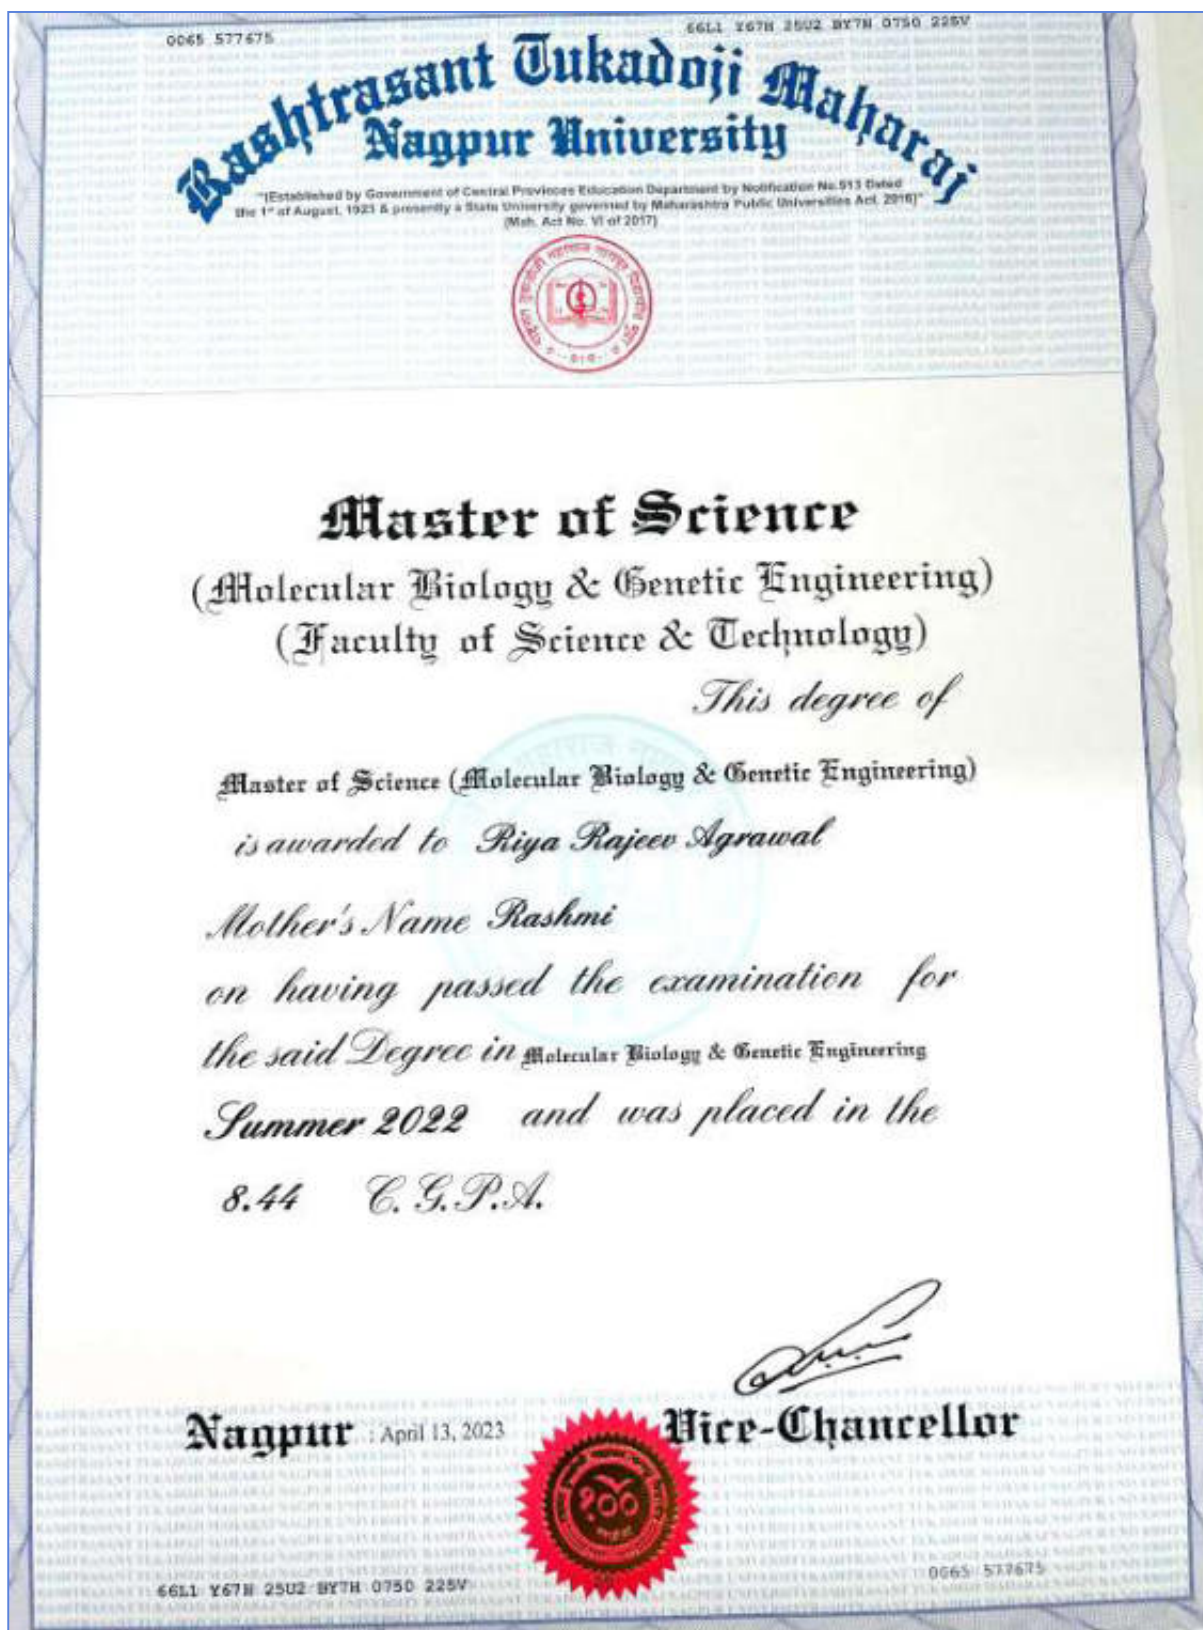 0065 577675
66L1 Y67H 25U2 BY7H 0750 225V
Rashtrasant Tukadoji Maharaj
Nagpur University
"(Established by Government of Central Provinces Education Department by Notification No.513 Dated
the 1st of August, 1923 & presently a State University governed by Maharashtra Public Universities Act, 2016)"
(Mah. Act No. VI of 2017)
Master of Science
(Molecular Biology & Genetic Engineering)
(Faculty of Science & Technology)
This degree of
Master of Science (Molecular Biology & Genetic Engineering)
is awarded to Riya Rajeev Agrawal
Mother's Name Rashmi
on having passed the examination for
the said Degree in Molecular Biology & Genetic Engineering
Summer 2022 and was placed in the
8.44 C. G. P. A.
Nagpur : April 13, 2023
Vice-Chancellor
१००
66L1 Y67H 25U2 BY7H 0750 225V
0065 577675